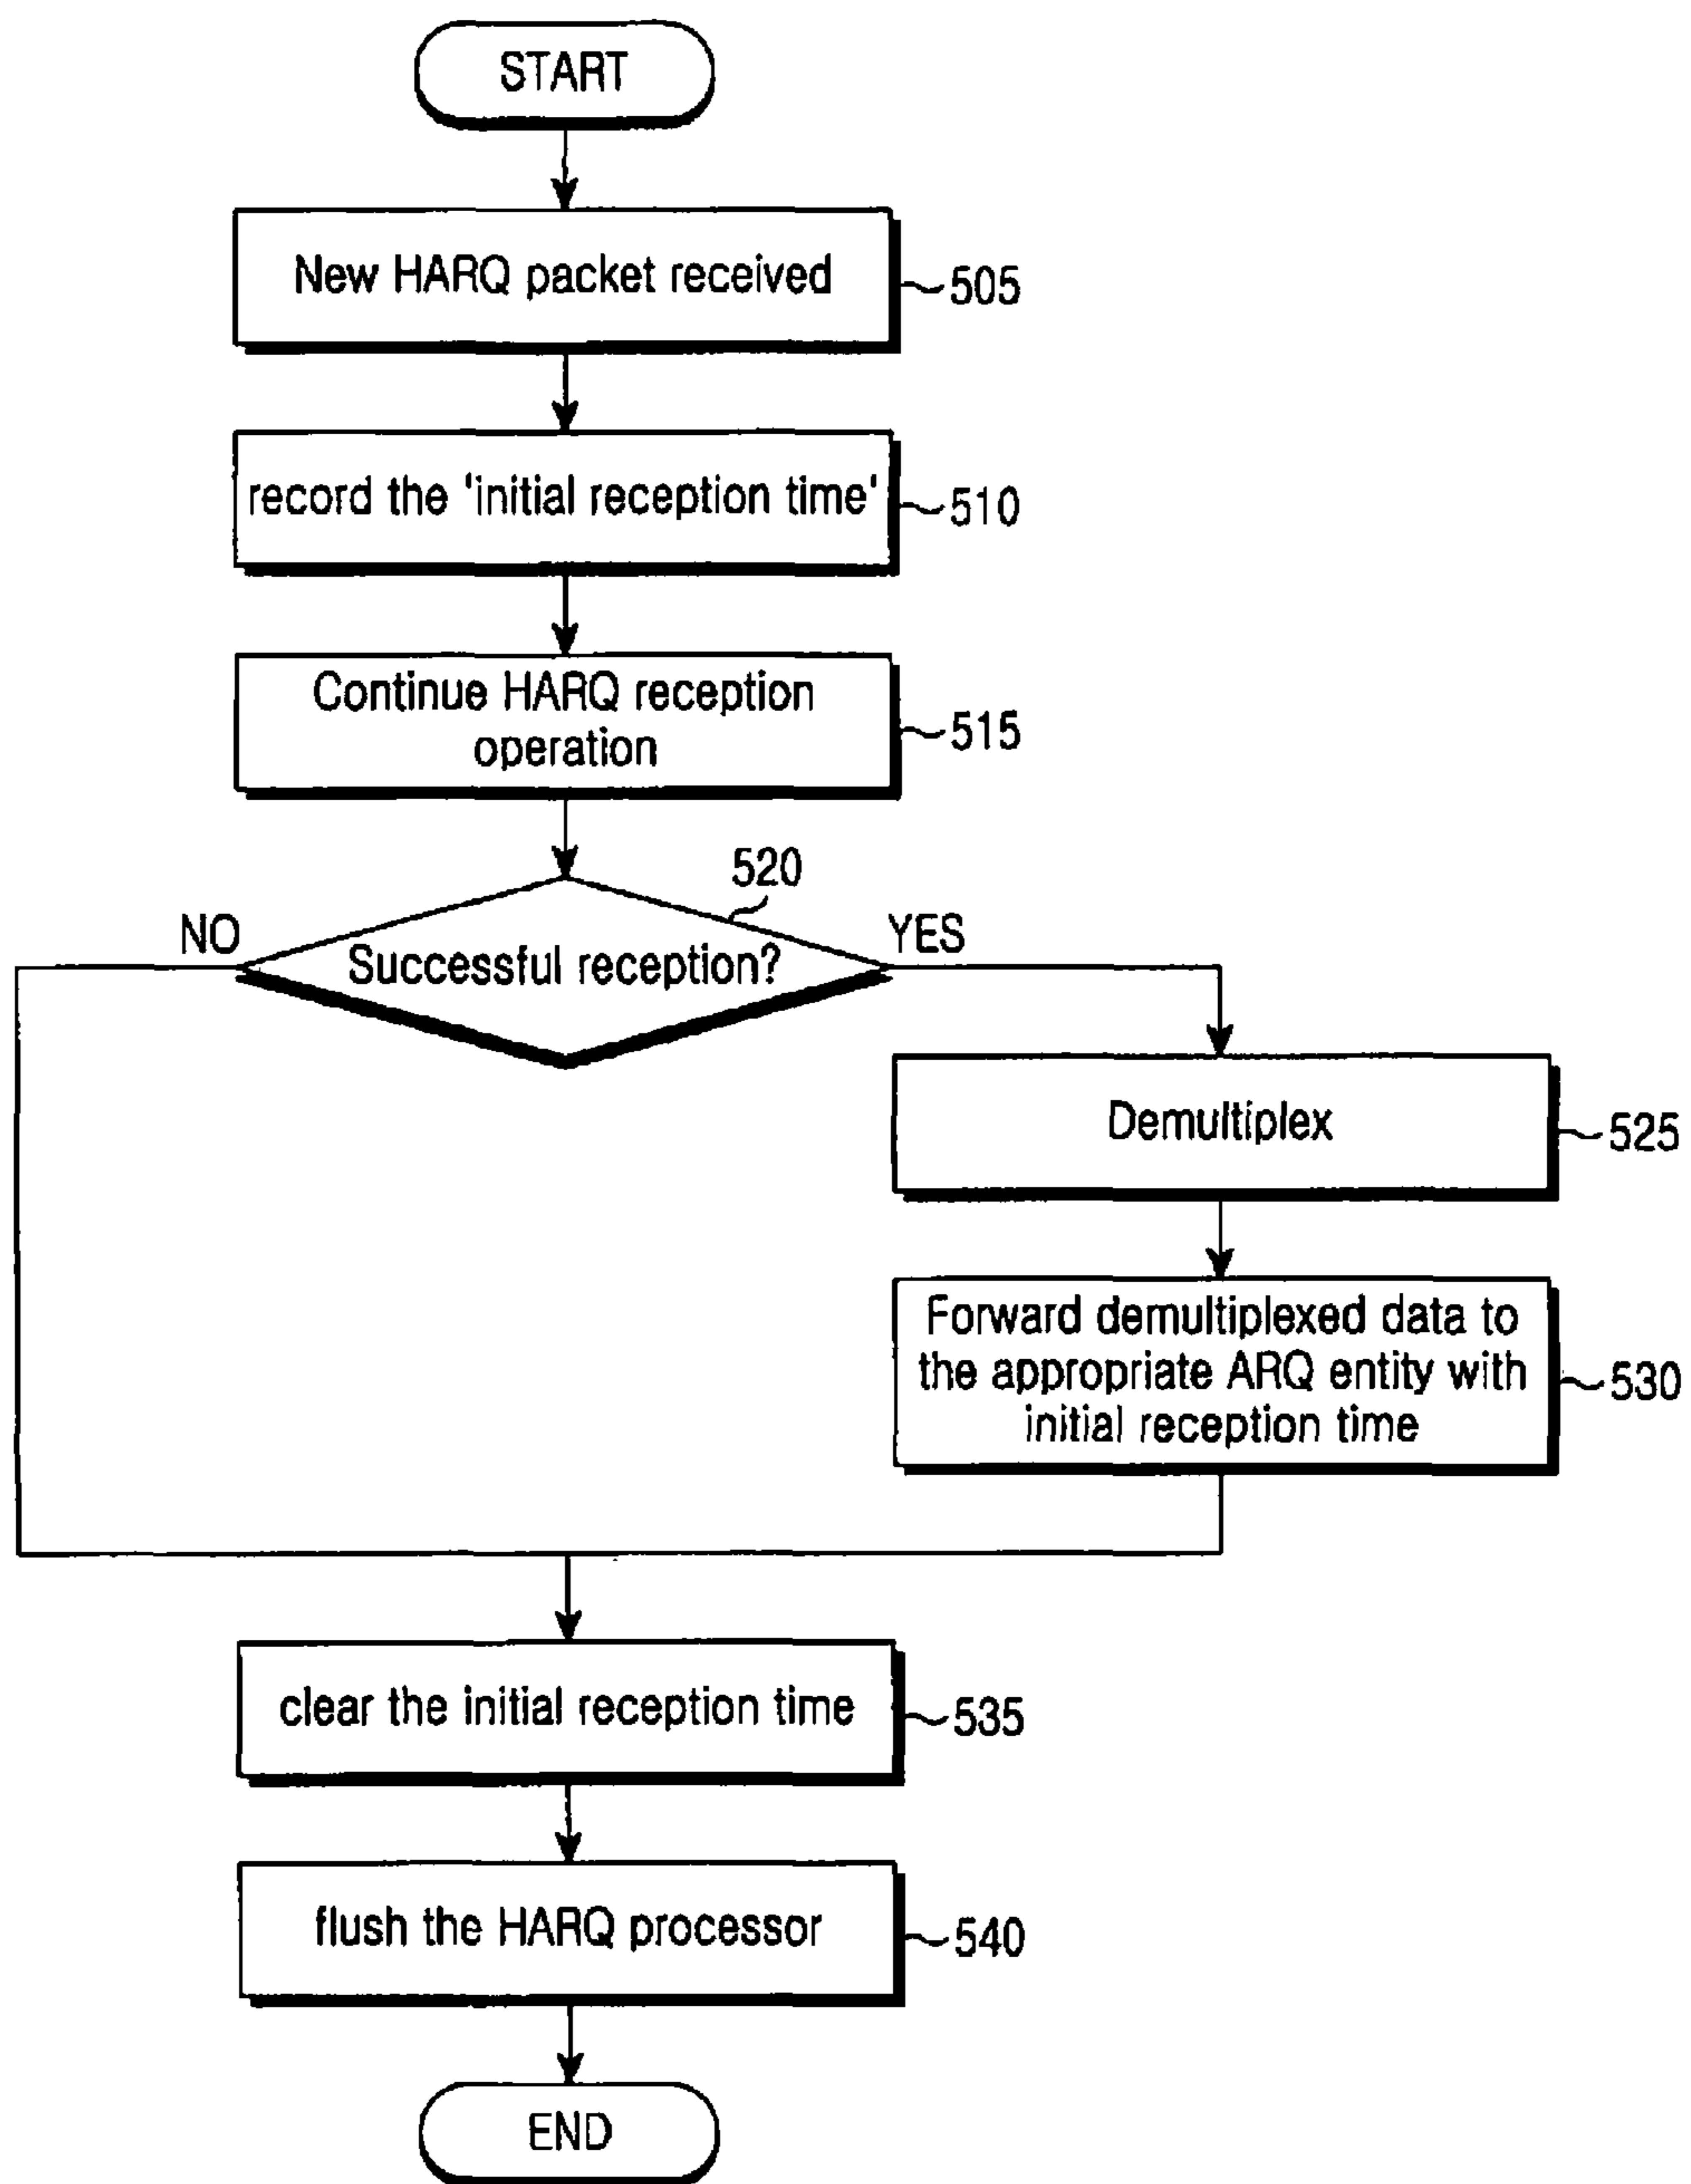 START
New HARQ packet received
505
record the 'initial reception time'
510
Continue HARQ reception
operation
515
520
NO
YES
Successful reception?
Demultiplex
525
Forward demultiplexed data to
the appropriate ARQ entity with
initial reception time
530
clear the initial reception time
535
flush the HARQ processor
540
END